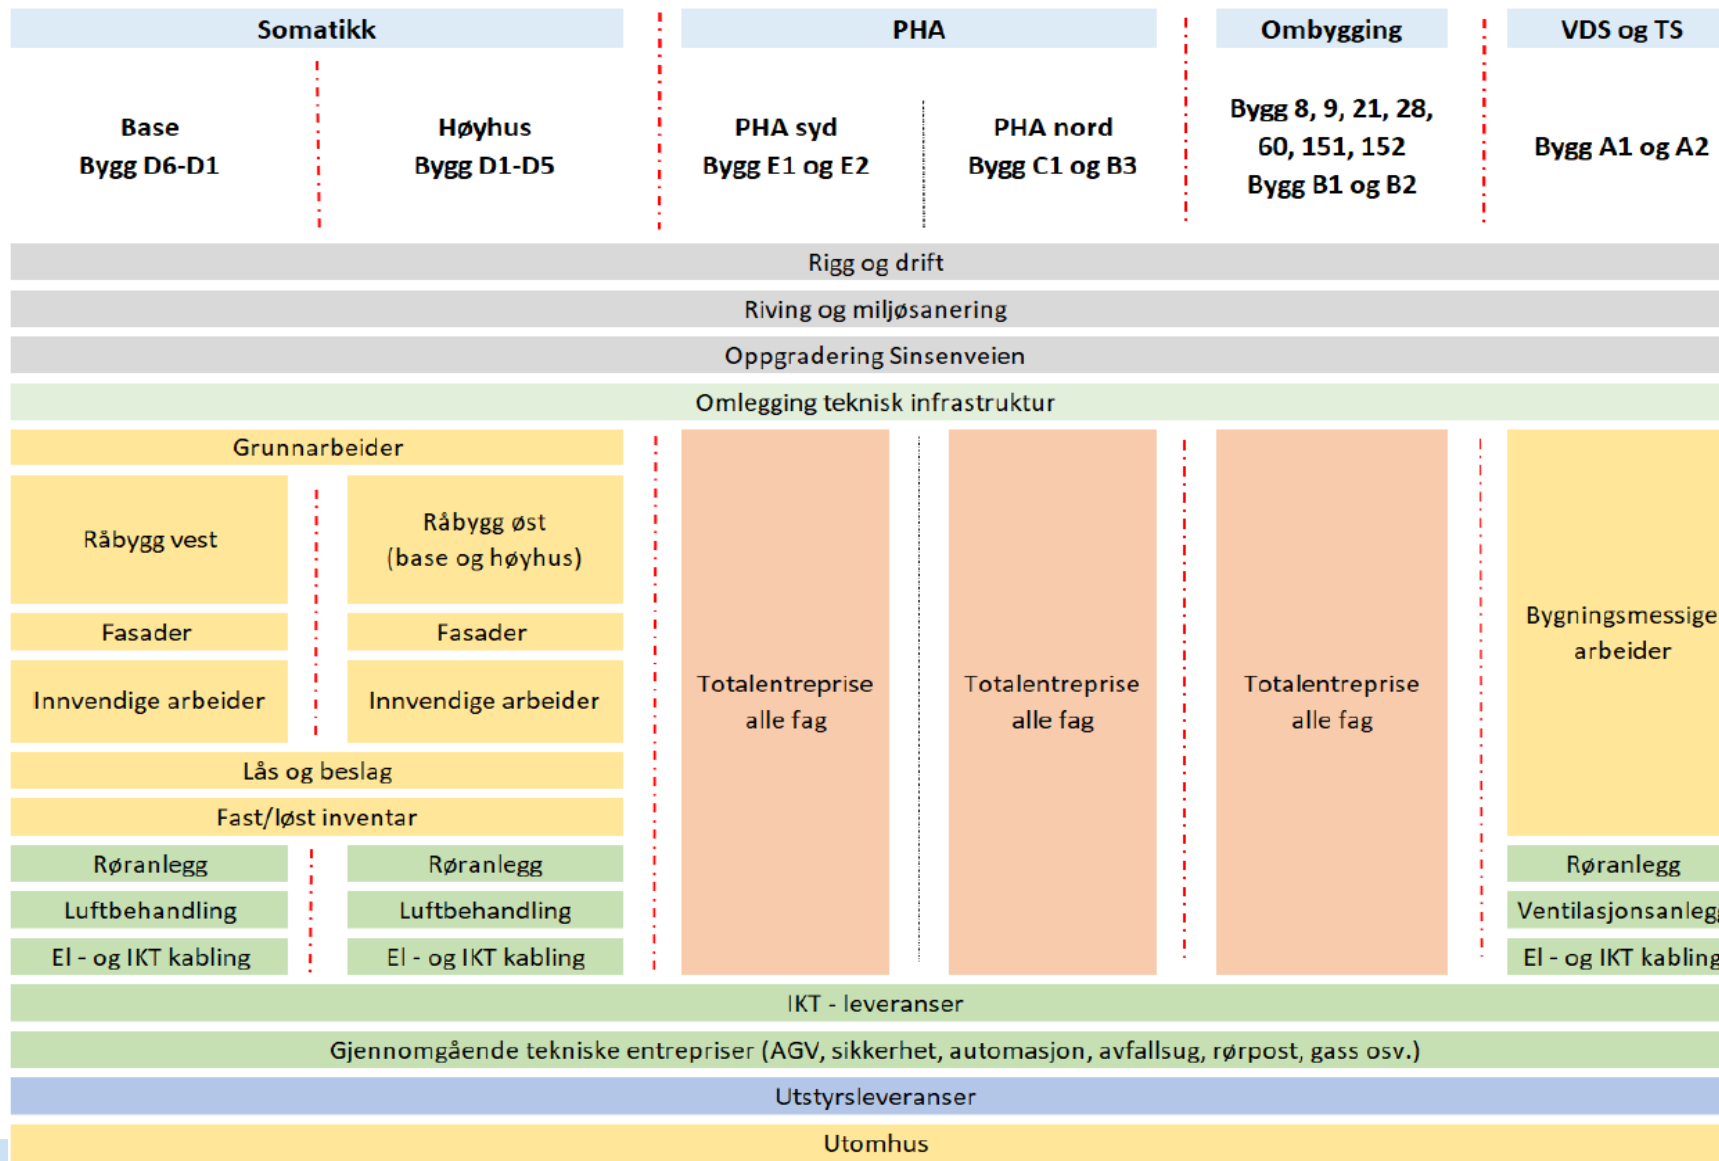 Somatikk
PHA
Ombygging
VDS og TS
Base
Bygg D6-D1
Høyhus
Bygg D1-D5
PHA syd
Bygg E1 og E2
PHA nord
Bygg C1 og B3
Bygg 8, 9, 21, 28,
60, 151, 152
Bygg B1 og B2
Bygg A1 og A2
Rigg og drift
Riving og miljøsanering
Oppgradering Sinsenveien
Omlegging teknisk infrastruktur
Grunnarbeider
Råbygg vest
Råbygg øst
(base og høyhus)
Fasader
Fasader
Innvendige arbeider
Innvendige arbeider
Lås og beslag
Fast/løst inventar
Røranlegg
Røranlegg
Luftbehandling
Luftbehandling
El - og IKT kabling
El - og IKT kabling
Totalentreprise
alle fag
Totalentreprise
alle fag
Totalentreprise
alle fag
Bygningsmessige
arbeider
Røranlegg
Ventilasjonsanlegg
El - og IKT kabling
IKT - leveranser
Gjennomgående tekniske entrepriser (AGV, sikkerhet, automasjon, avfallsug, rørpost, gass osv.)
Utstyrsleveranser
Utomhus